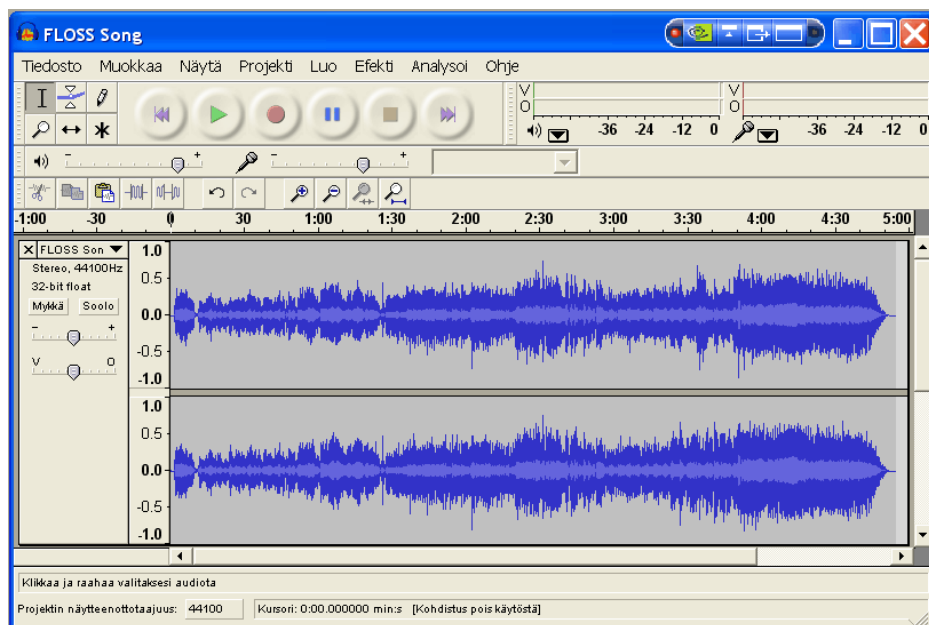 FLOSS Song
Tiedosto Muokkaa Näytä Projekti Luo Efekti Analysoi Ohje
V
O
-36 -24 -12 0
V
O
-36 -24 -12 0
- +
- +
-1:00 -30 0 30 1:00 1:30 2:00 2:30 3:00 3:30 4:00 4:30 5:00
X FLOSS Son
Stereo, 44100Hz
32-bit float
Mykkä Soolo
- +
V O
1.0
0.5
0.0
-0.5
-1.0
1.0
0.5
0.0
-0.5
-1.0
Klikkaa ja raahaa valitaksesi audiota
Projektin näytteenottotaajuus: 44100 Kursori: 0:00.000000 min:s [Kohdistus pois käytöstä]